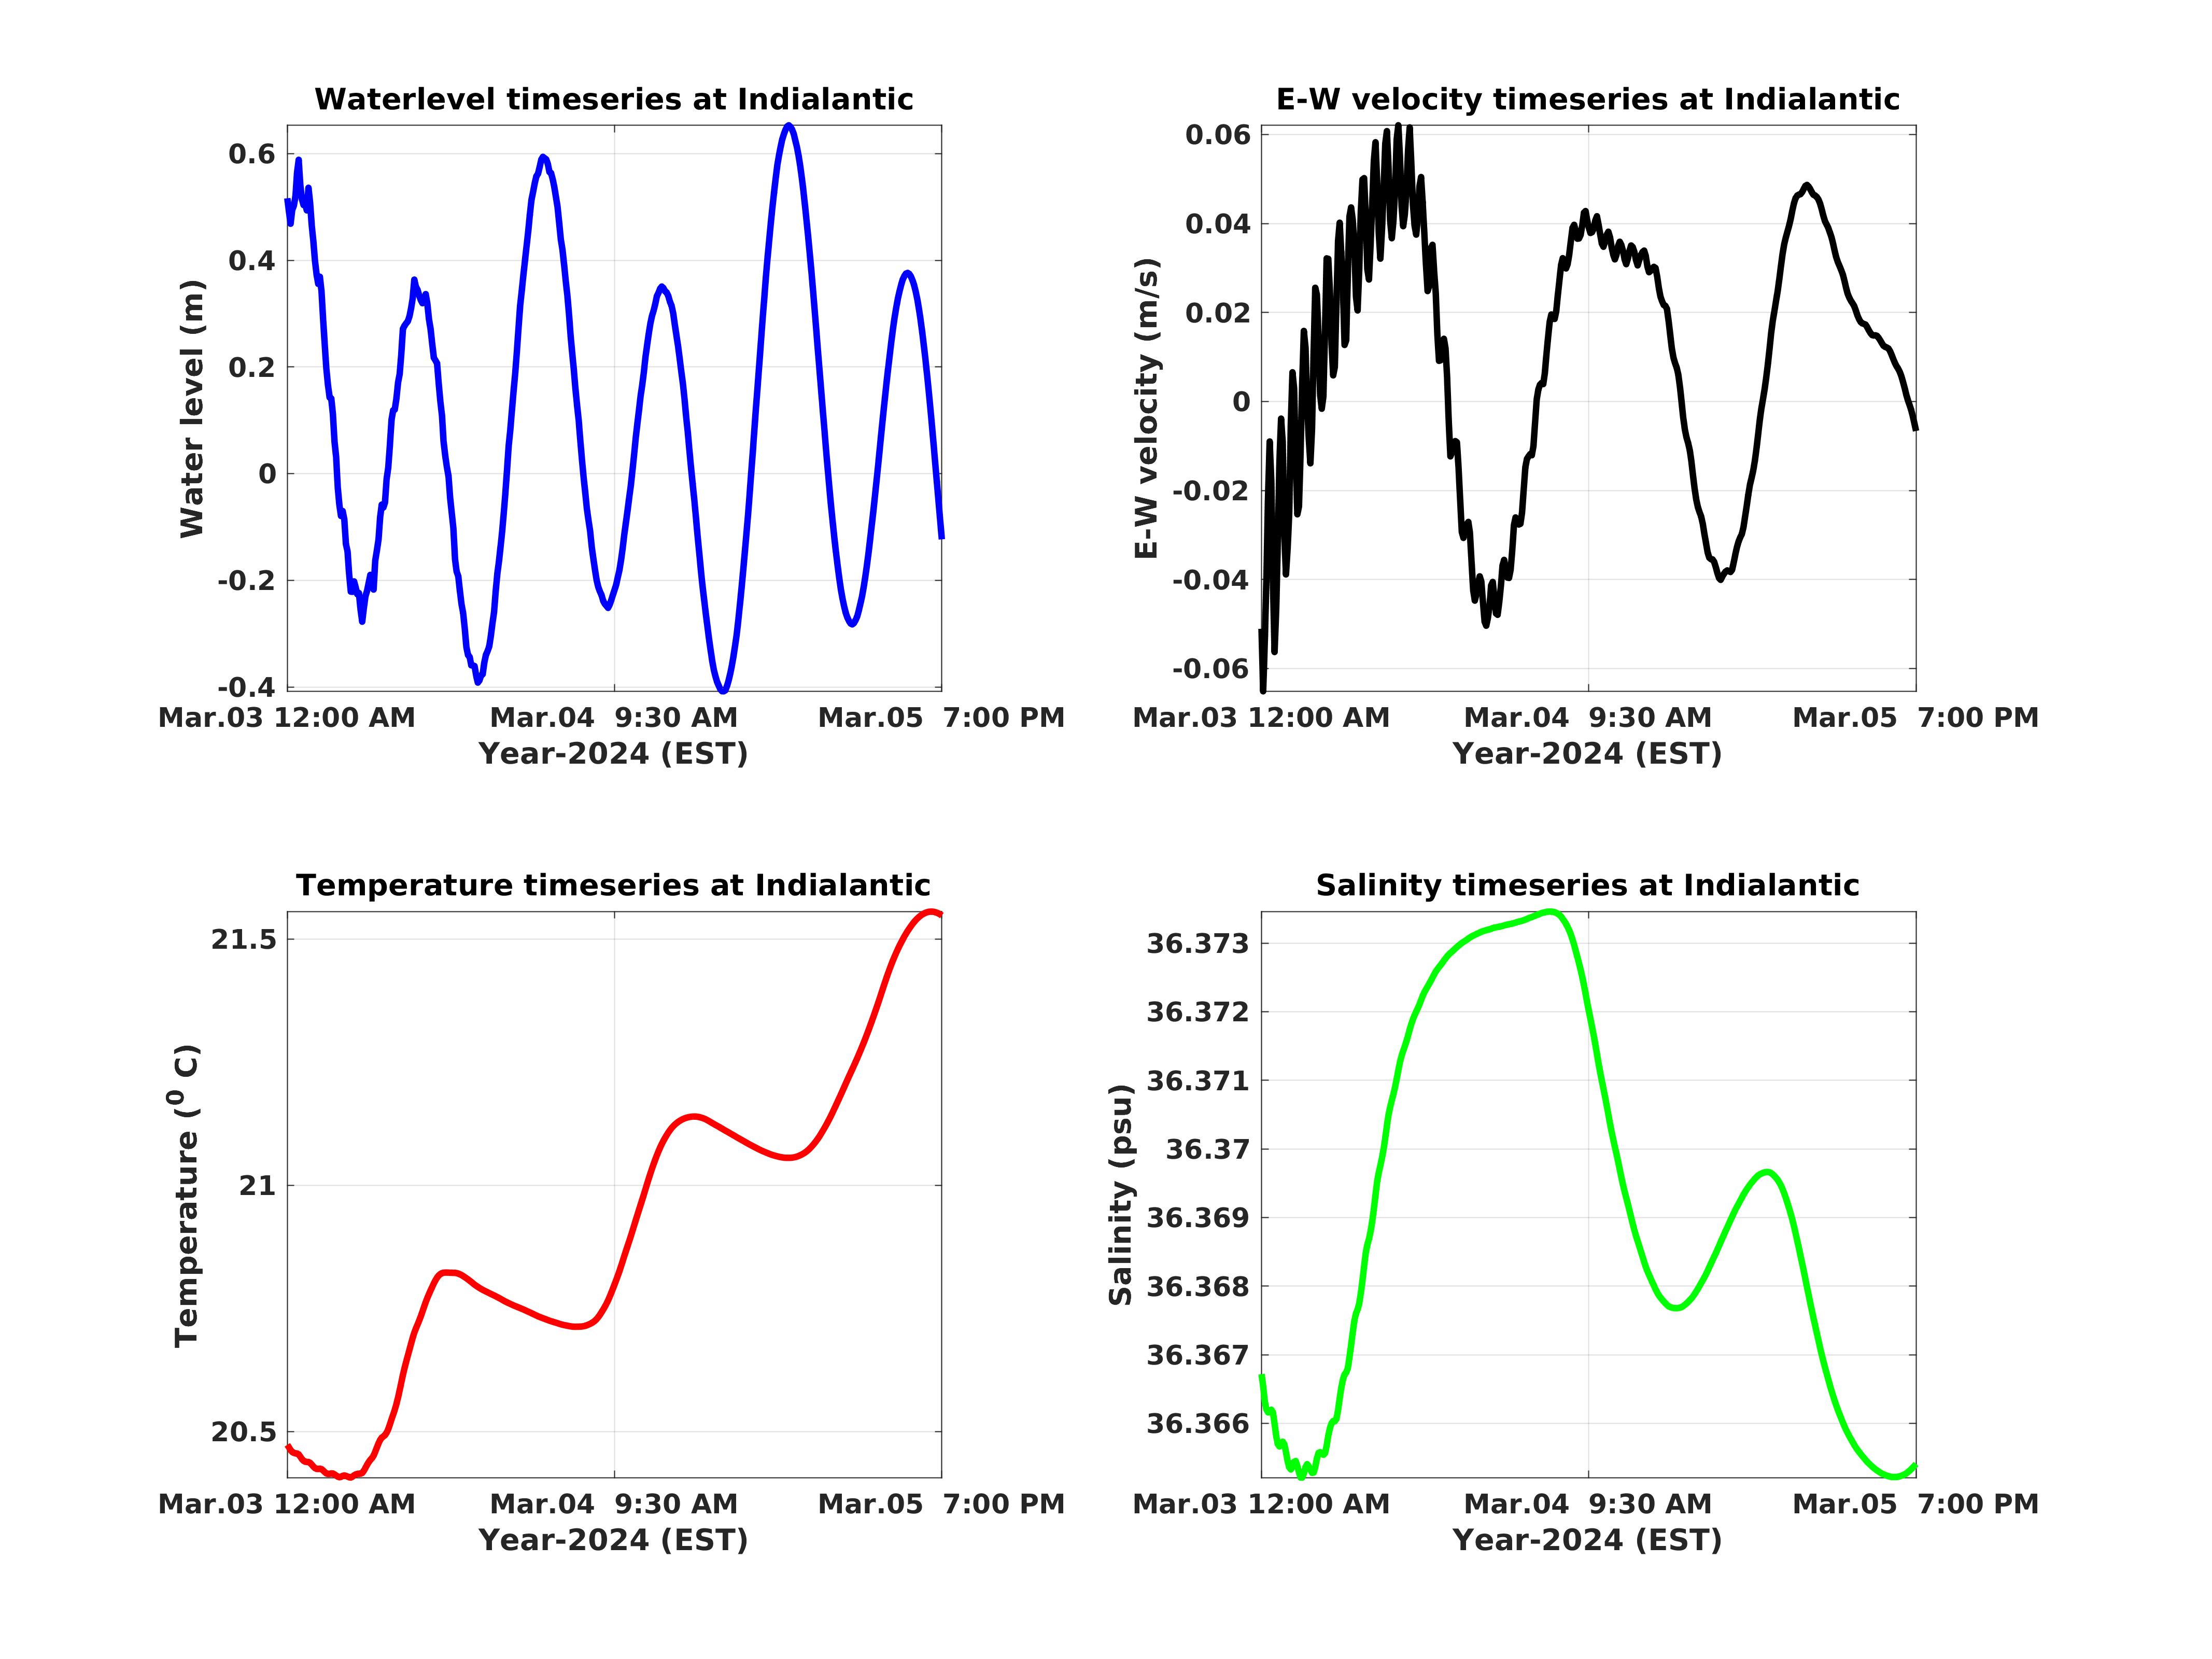 Waterlevel timeseries at Indialantic
Water level (m)
0.6
0.4
0.2
0
-0.2
-0.4
Mar.03 12:00 AM Mar.04 9:30 AM Mar.05 7:00 PM
Year-2024 (EST)
E-W velocity timeseries at Indialantic
E-W velocity (m/s)
0.06
0.04
0.02
0
-0.02
-0.04
-0.06
Mar.03 12:00 AM Mar.04 9:30 AM Mar.05 7:00 PM
Year-2024 (EST)
Temperature timeseries at Indialantic
Temperature (⁰ C)
21.5
21
20.5
Mar.03 12:00 AM Mar.04 9:30 AM Mar.05 7:00 PM
Year-2024 (EST)
Salinity timeseries at Indialantic
Salinity (psu)
36.373
36.372
36.371
36.37
36.369
36.368
36.367
36.366
Mar.03 12:00 AM Mar.04 9:30 AM Mar.05 7:00 PM
Year-2024 (EST)